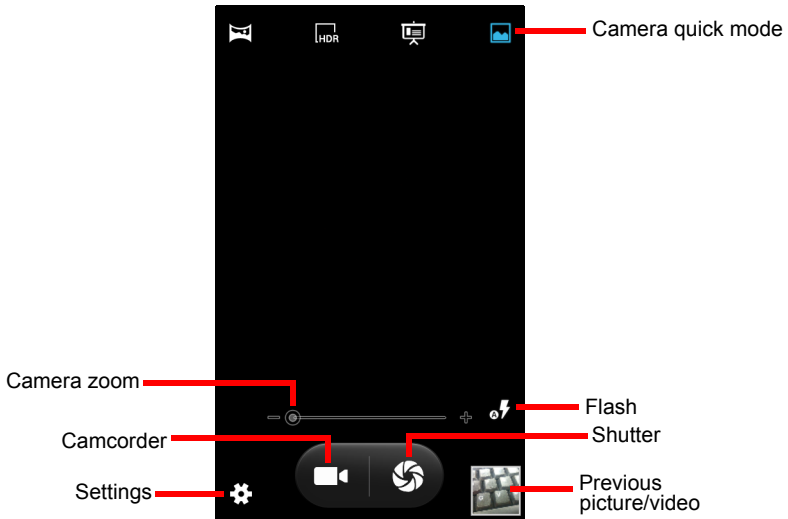 Camera quick mode
HDR
Camera zoom
Flash
Camcorder
Shutter
Settings
Previous
picture/video